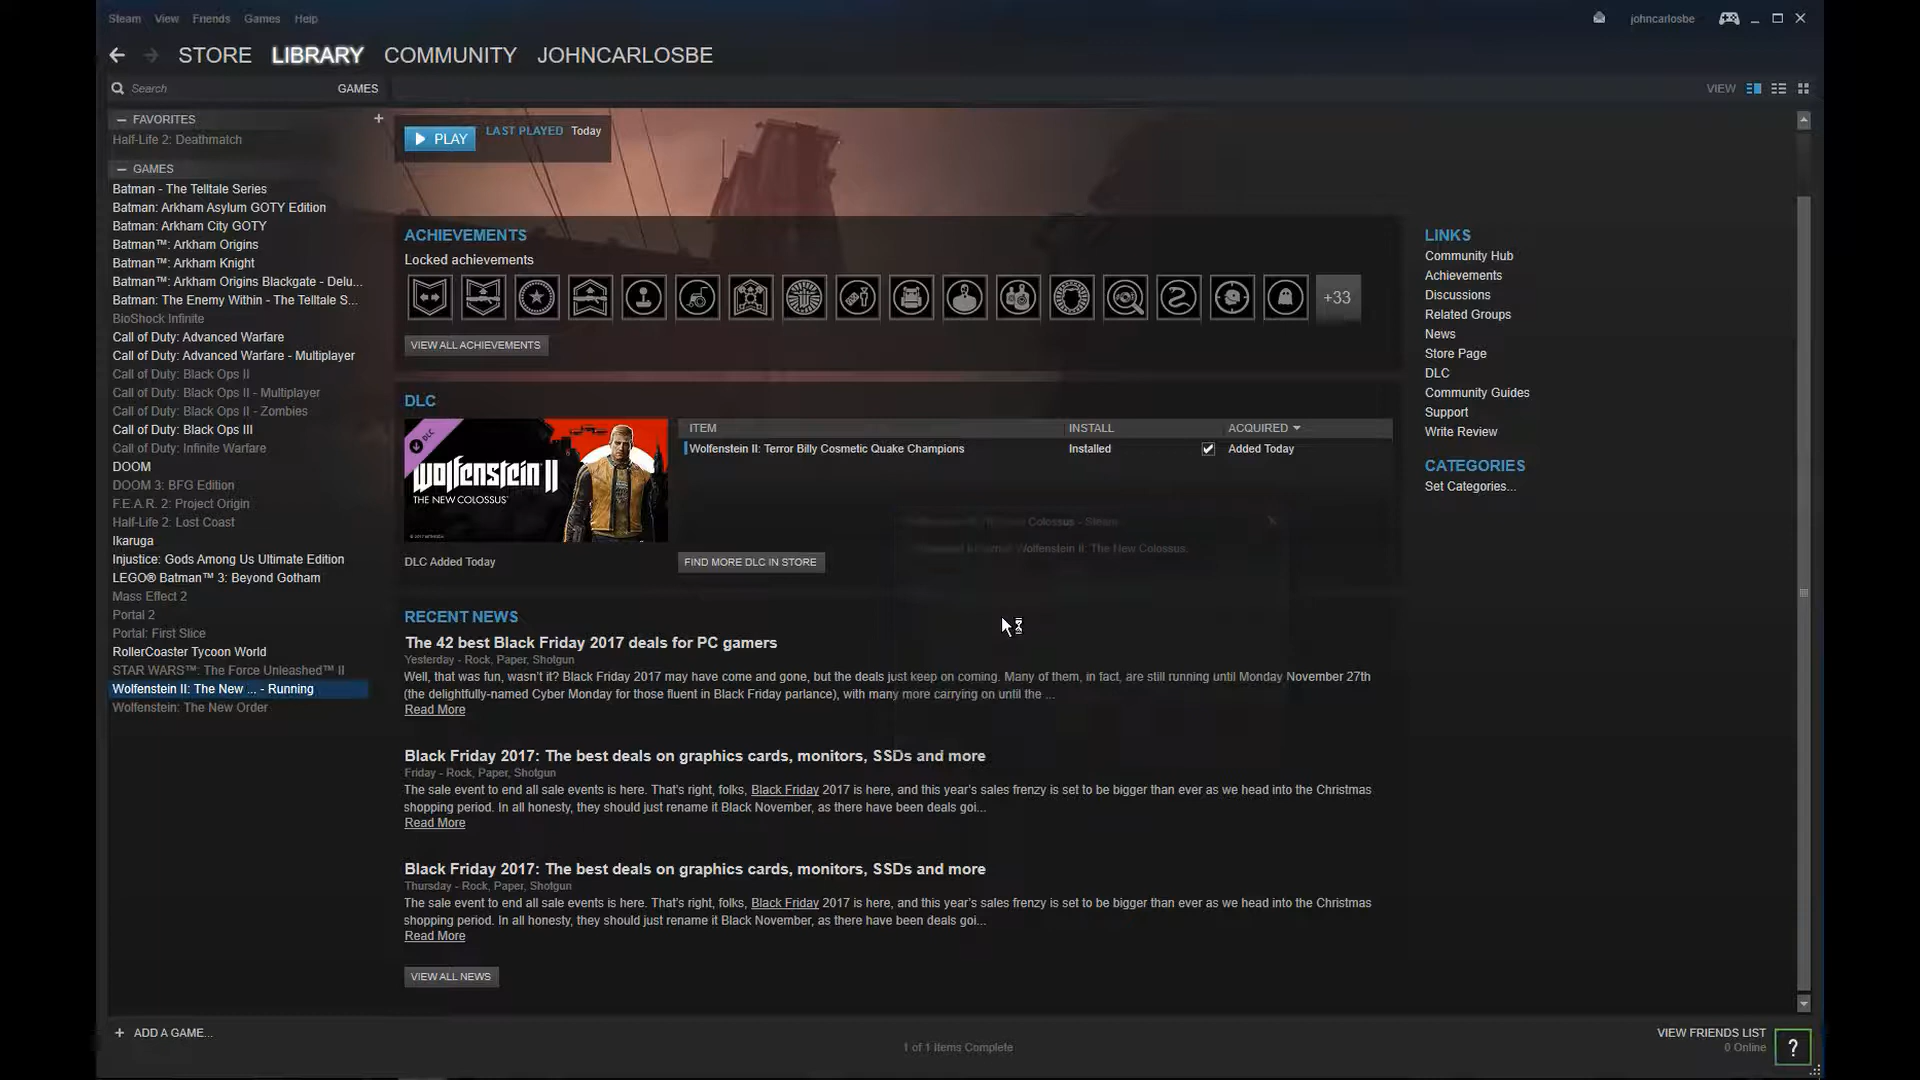 Steam View Friends Games Help
johncarlosbe
STORE LIBRARY COMMUNITY JOHNCARLOSBE
Search GAMES
VIEW
FAVORITES
Half-Life 2: Deathmatch
GAMES
Batman - The Telltale Series
Batman: Arkham Asylum GOTY Edition
Batman: Arkham City GOTY
Batman™: Arkham Origins
Batman™: Arkham Knight
Batman™: Arkham Origins Blackgate - Delu...
Batman: The Enemy Within - The Telltale S...
BioShock Infinite
Call of Duty: Advanced Warfare
Call of Duty: Advanced Warfare - Multiplayer
Call of Duty: Black Ops II
Call of Duty: Black Ops II - Multiplayer
Call of Duty: Black Ops II - Zombies
Call of Duty: Black Ops III
Call of Duty: Infinite Warfare
DOOM
DOOM 3: BFG Edition
F.E.A.R. 2: Project Origin
Half-Life 2: Lost Coast
Ikaruga
Injustice: Gods Among Us Ultimate Edition
LEGO® Batman™ 3: Beyond Gotham
Mass Effect 2
Portal 2
Portal: First Slice
RollerCoaster Tycoon World
STAR WARS™: The Force Unleashed™ II
Wolfenstein II: The New ... - Running
Wolfenstein: The New Order
+ ADD A GAME...
PLAY LAST PLAYED Today
ACHIEVEMENTS
Locked achievements
+33
VIEW ALL ACHIEVEMENTS
DLC
DLC
Wolfenstein II
THE NEW COLOSSUS
DLC Added Today
ITEM INSTALL ACQUIRED
Wolfenstein II: Terror Billy Cosmetic Quake Champions Installed Added Today
FIND MORE DLC IN STORE
Colossus - Steam
Wolfenstein II: The New Colossus.
RECENT NEWS
The 42 best Black Friday 2017 deals for PC gamers
Yesterday - Rock, Paper, Shotgun
Well, that was fun, wasn't it? Black Friday 2017 may have come and gone, but the deals just keep on coming. Many of them, in fact, are still running until Monday November 27th
(the delightfully-named Cyber Monday for those fluent in Black Friday parlance), with many more carrying on until the ...
Read More
Black Friday 2017: The best deals on graphics cards, monitors, SSDs and more
Friday - Rock, Paper, Shotgun
The sale event to end all sale events is here. That's right, folks, Black Friday 2017 is here, and this year's sales frenzy is set to be bigger than ever as we head into the Christmas
shopping period. In all honesty, they should just rename it Black November, as there have been deals goi...
Read More
Black Friday 2017: The best deals on graphics cards, monitors, SSDs and more
Thursday - Rock, Paper, Shotgun
The sale event to end all sale events is here. That's right, folks, Black Friday 2017 is here, and this year's sales frenzy is set to be bigger than ever as we head into the Christmas
shopping period. In all honesty, they should just rename it Black November, as there have been deals goi...
Read More
VIEW ALL NEWS
LINKS
Community Hub
Achievements
Discussions
Related Groups
News
Store Page
DLC
Community Guides
Support
Write Review
CATEGORIES
Set Categories...
1 of 1 Items Complete
VIEW FRIENDS LIST
0 Online
?